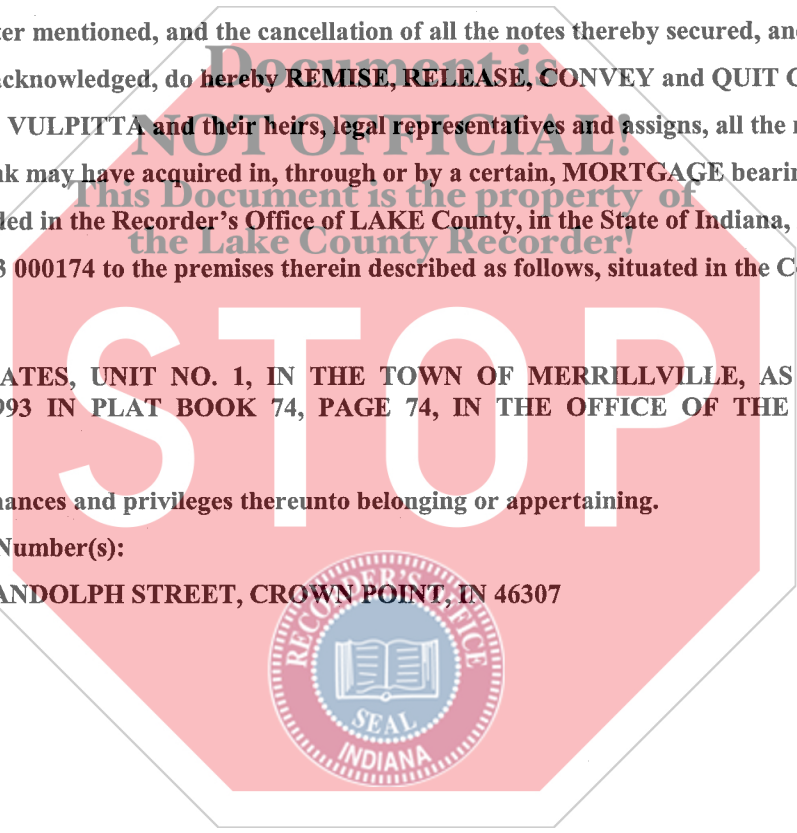 ter mentioned, and the cancellation of all the notes thereby secured, an
Document is
acknowledged, do hereby REMISE, RELEASE, CONVEY and QUIT C
NOT OFFICIAL!
VULPITTA and their heirs, legal representatives and assigns, all the
nk may have acquired in, through or by a certain, MORTGAGE bearin
This Document is the property of
ded in the Recorder's Office of LAKE County, in the State of Indiana,
the Lake County Recorder!
3 000174 to the premises therein described as follows, situated in the C
STOP
ATES, UNIT NO. 1, IN THE TOWN OF MERRILLVILLE, AS
993 IN PLAT BOOK 74, PAGE 74, IN THE OFFICE OF THE
nances and privileges thereunto belonging or appertaining.
Number(s):
ANDOLPH STREET, CROWN POINT, IN 46307
RECORDER'S OFFICE
SEAL
INDIANA